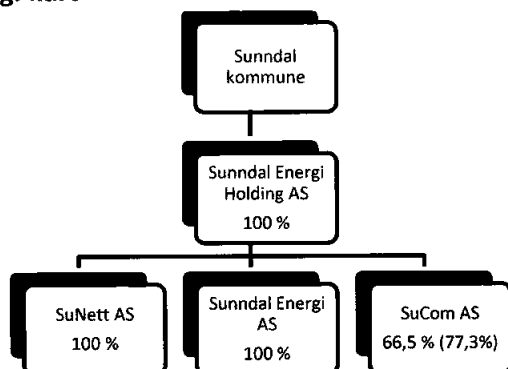 Sunndal
kommune
Sunndal Energi
Holding AS
100 %
SuNett AS
100 %
Sunndal Energi
AS
100 %
SuCom AS
66,5 % (77,3%)